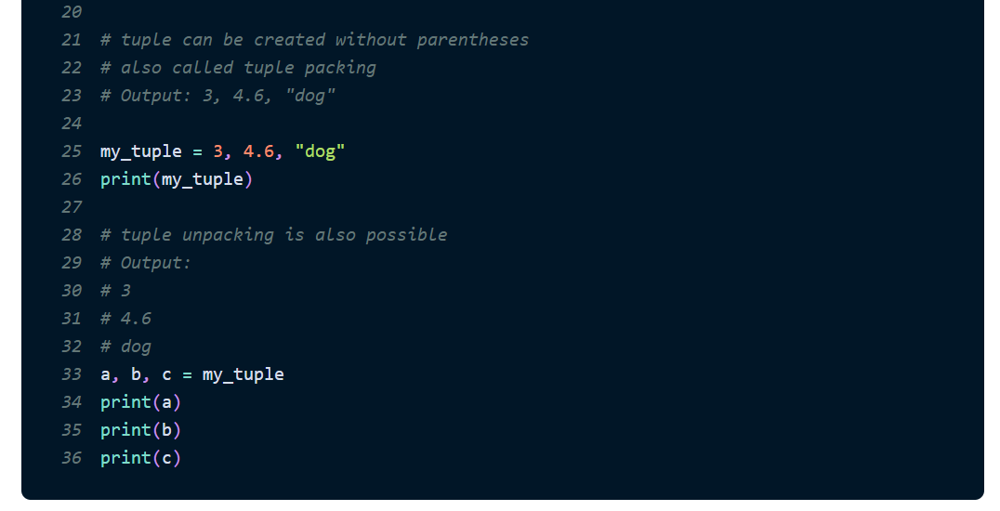 20
21 # tuple can be created without parentheses
22 # also called tuple packing
23 # Output: 3, 4.6, "dog"
24
25 my_tuple = 3, 4.6, "dog"
26 print(my_tuple)
27
28 # tuple unpacking is also possible
29 # Output:
30 # 3
31 # 4.6
32 # dog
33 a, b, c = my_tuple
34 print(a)
35 print(b)
36 print(c)